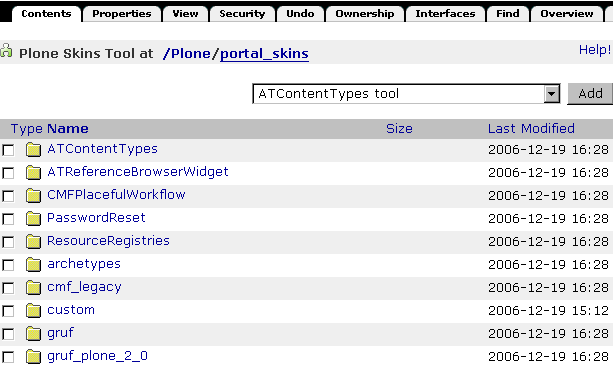 Contents Properties View Security Undo Ownership Interfaces Find Overview
Plone Skins Tool at /Plone/portal_skins Help!
ATContentTypes tool Add
Type Name Size Last Modified
ATContentTypes 2006-12-19 16:28
ATReferenceBrowserWidget 2006-12-19 16:28
CMFPlacefulWorkflow 2006-12-19 16:28
PasswordReset 2006-12-19 16:28
ResourceRegistries 2006-12-19 16:28
archetypes 2006-12-19 16:28
cmf_legacy 2006-12-19 16:28
custom 2006-12-19 15:12
gruf 2006-12-19 16:28
gruf_plone_2_0 2006-12-19 16:28